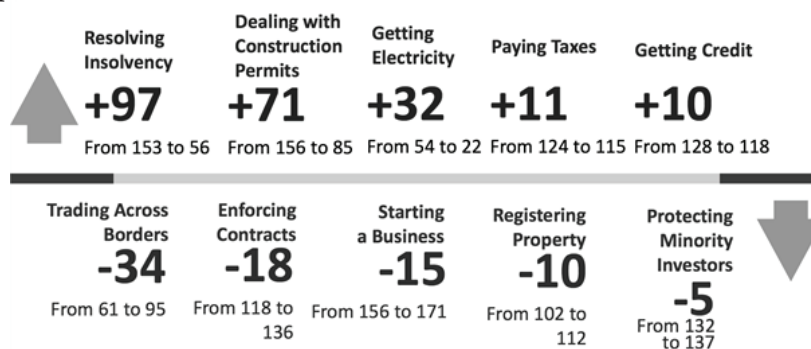 Resolving
Insolvency
+97
From 153 to 56
Dealing with
Construction
Permits
+71
From 156 to 85
Getting
Electricity
+32
From 54 to 22
Paying Taxes
+11
From 124 to 115
Getting Credit
+10
From 128 to 118
Trading Across
Borders
-34
From 61 to 95
Enforcing
Contracts
-18
From 118 to
136
Starting
a Business
-15
From 156 to 171
Registering
Property
-10
From 102 to
112
Protecting
Minority
Investors
-5
From 132
to 137